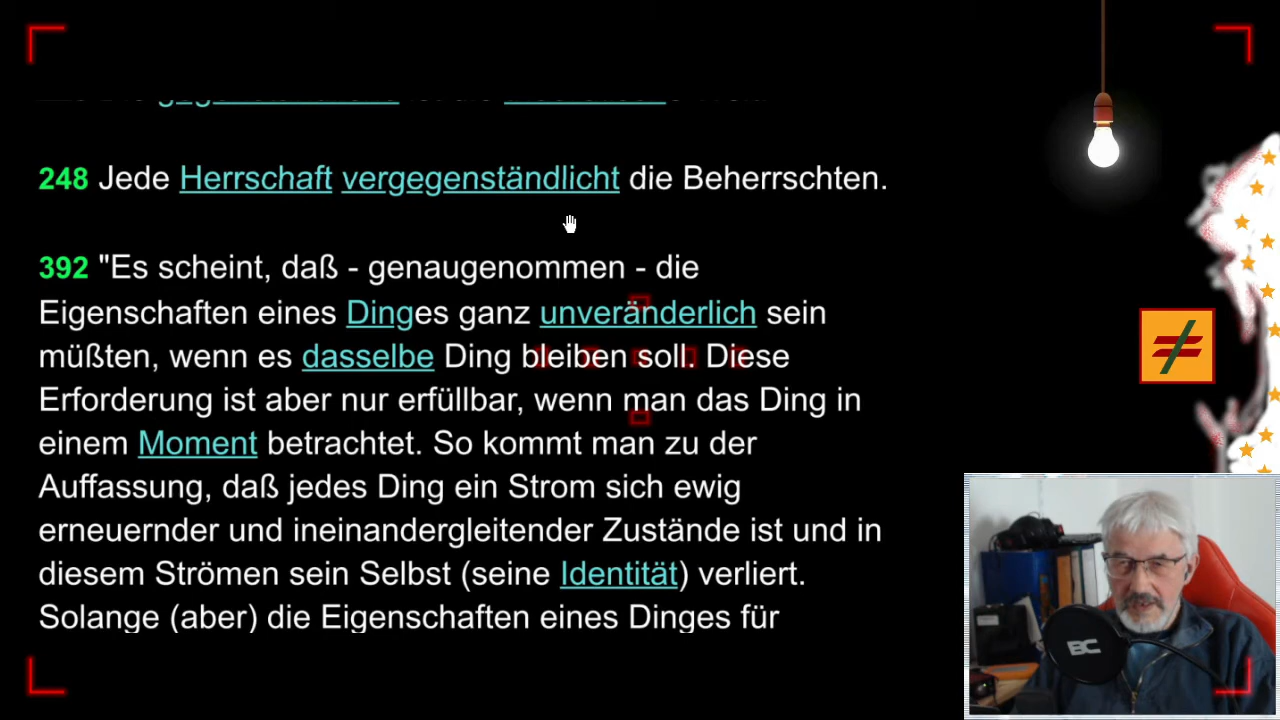 248 Jede Herrschaft vergegenständlicht die Beherrschten.
392 "Es scheint, daß - genaugenommen - die
Eigenschaften eines Dinges ganz unveränderlich sein
müßten, wenn es dasselbe Ding bleiben soll. Diese
Erforderung ist aber nur erfüllbar, wenn man das Ding in
einem Moment betrachtet. So kommt man zu der
Auffassung, daß jedes Ding ein Strom sich ewig
erneuernder und ineinandergleitender Zustände ist und in
diesem Strömen sein Selbst (seine Identität) verliert.
Solange (aber) die Eigenschaften eines Dinges für
≠